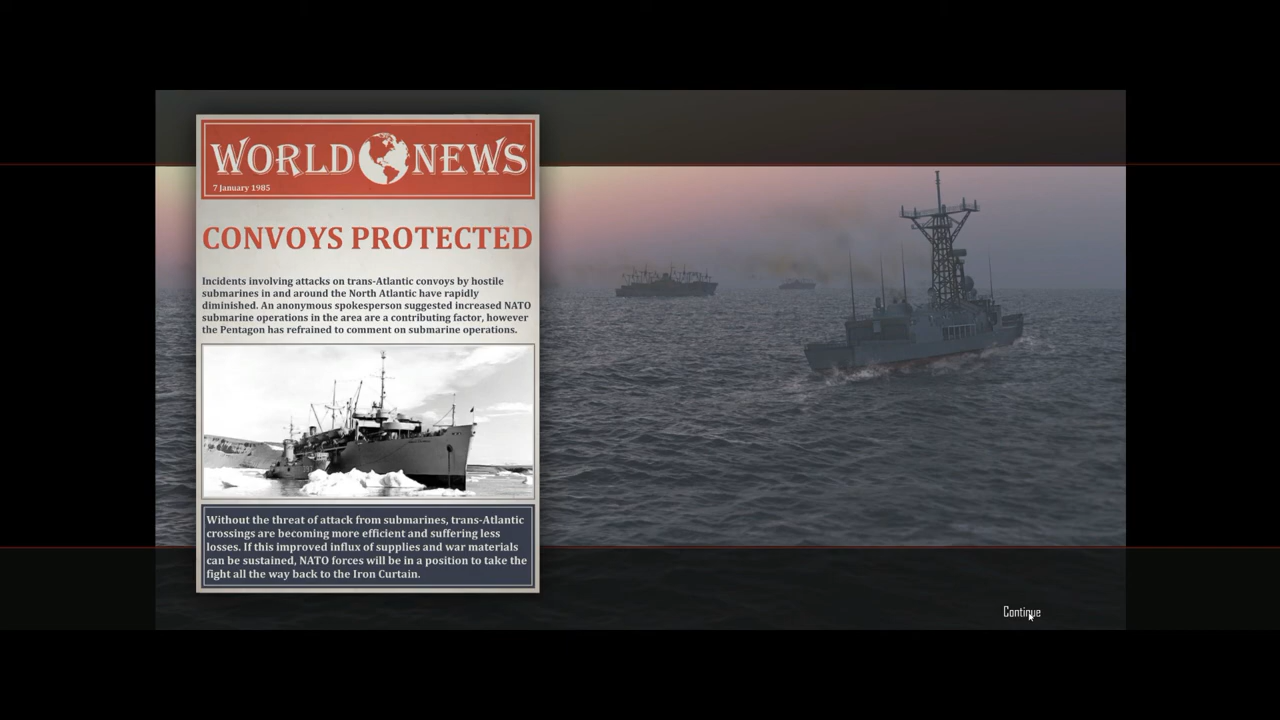 WORLD NEWS
7 January 1985
CONVOYS PROTECTED
Incidents involving attacks on trans-Atlantic convoys by hostile
submarines in and around the North Atlantic have rapidly
diminished. An anonymous spokesperson suggested increased NATO
submarine operations in the area are a contributing factor, however
the Pentagon has refrained to comment on submarine operations.
Without the threat of attack from submarines, trans-Atlantic
crossings are becoming more efficient and suffering less
losses. If this improved influx of supplies and war materials
can be sustained, NATO forces will be in a position to take the
fight all the way back to the Iron Curtain.
Continue